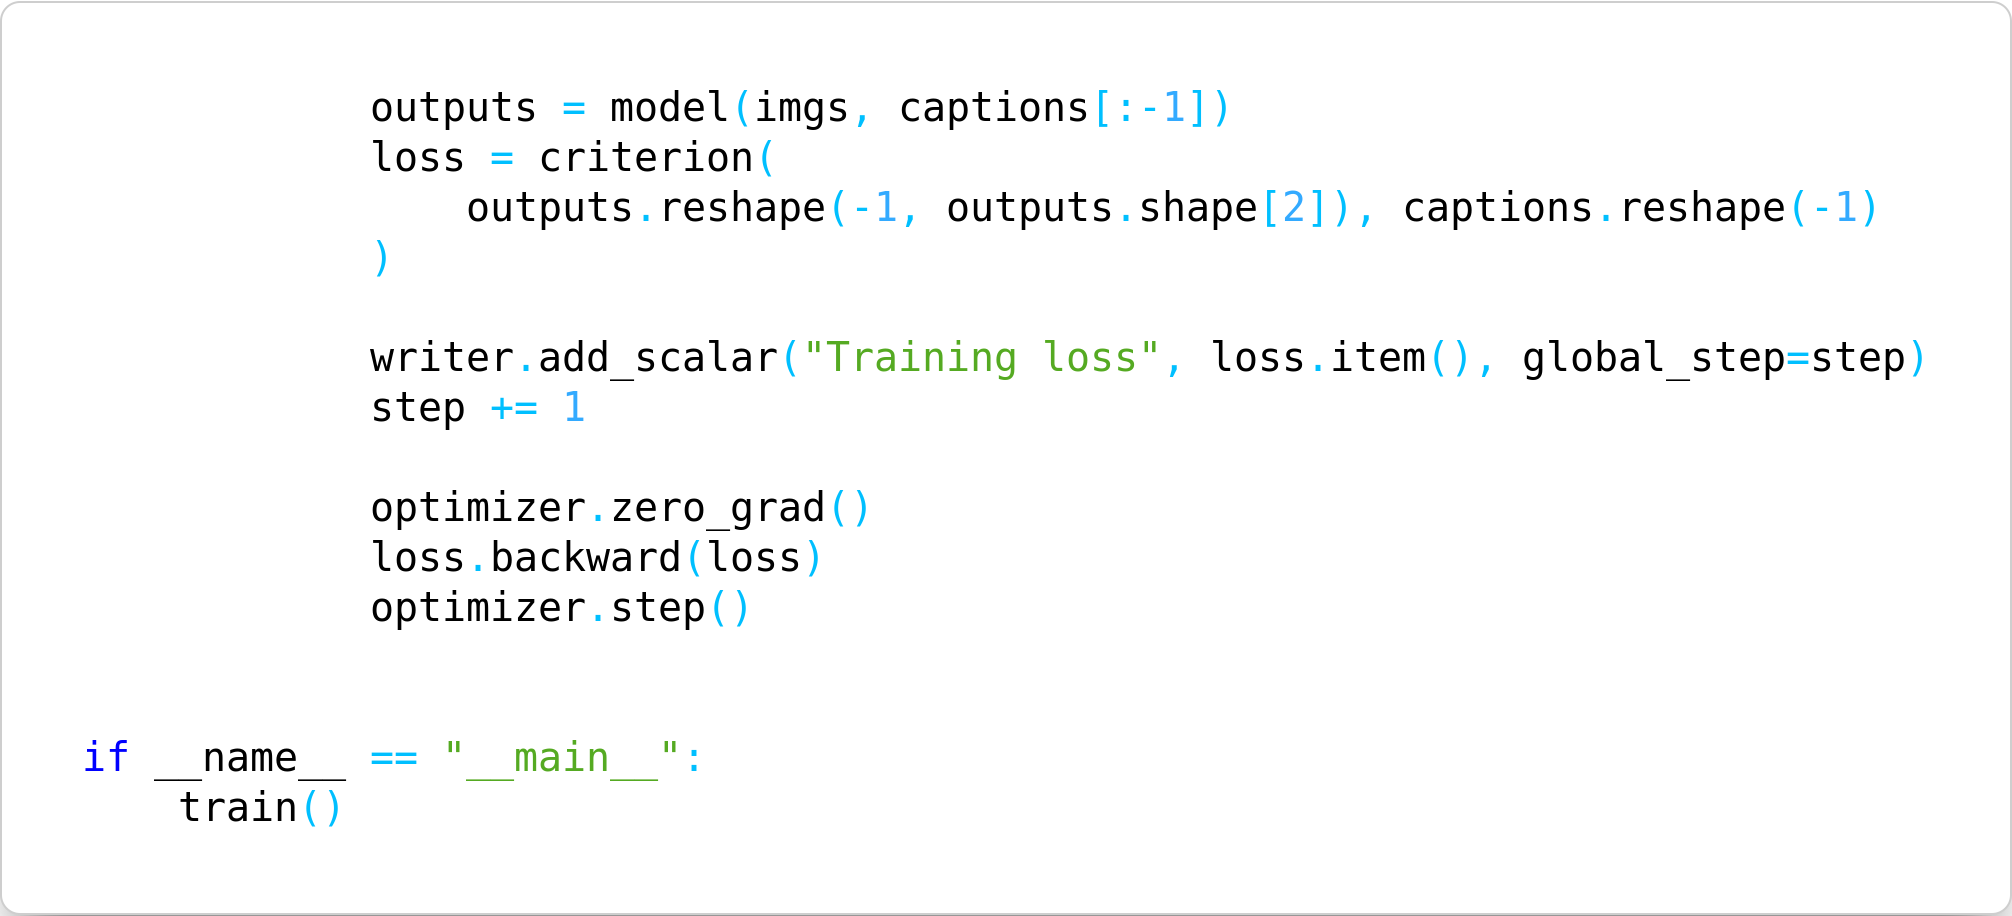 outputs = model(imgs, captions[:-1])
loss = criterion(
outputs.reshape(-1, outputs.shape[2]), captions.reshape(-1)
)
writer.add_scalar("Training loss", loss.item(), global_step=step)
step += 1
optimizer.zero_grad()
loss.backward(loss)
optimizer.step()
if __name__ == "__main__":
train()